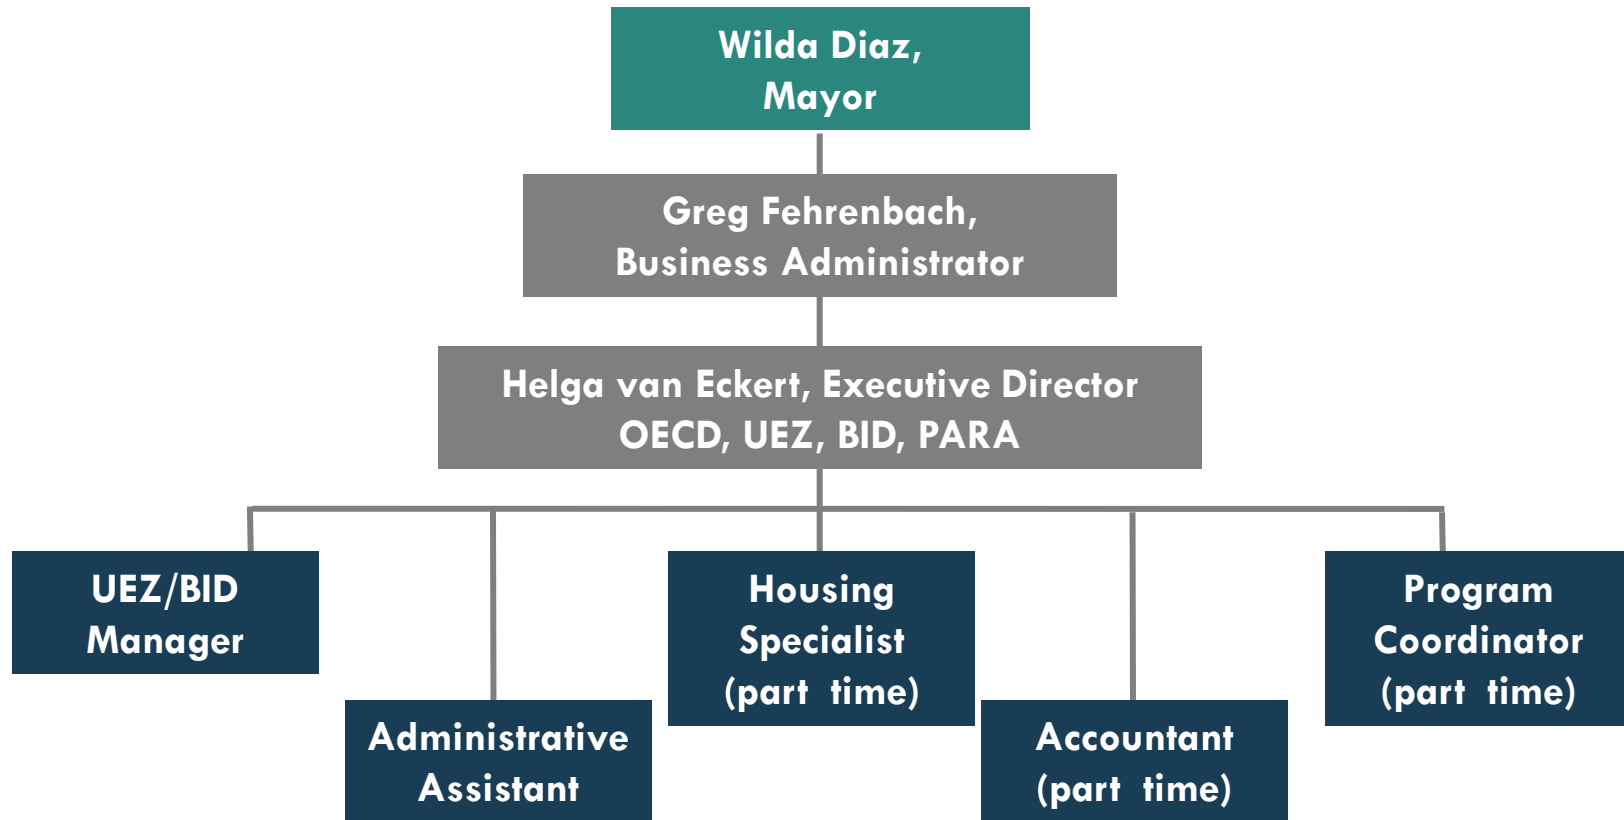 Wilda Diaz,
Mayor
Greg Fehrenbach,
Business Administrator
Helga van Eckert, Executive Director
OECD, UEZ, BID, PARA
UEZ/BID
Manager
Administrative
Assistant
Housing
Specialist
(part time)
Accountant
(part time)
Program
Coordinator
(part time)